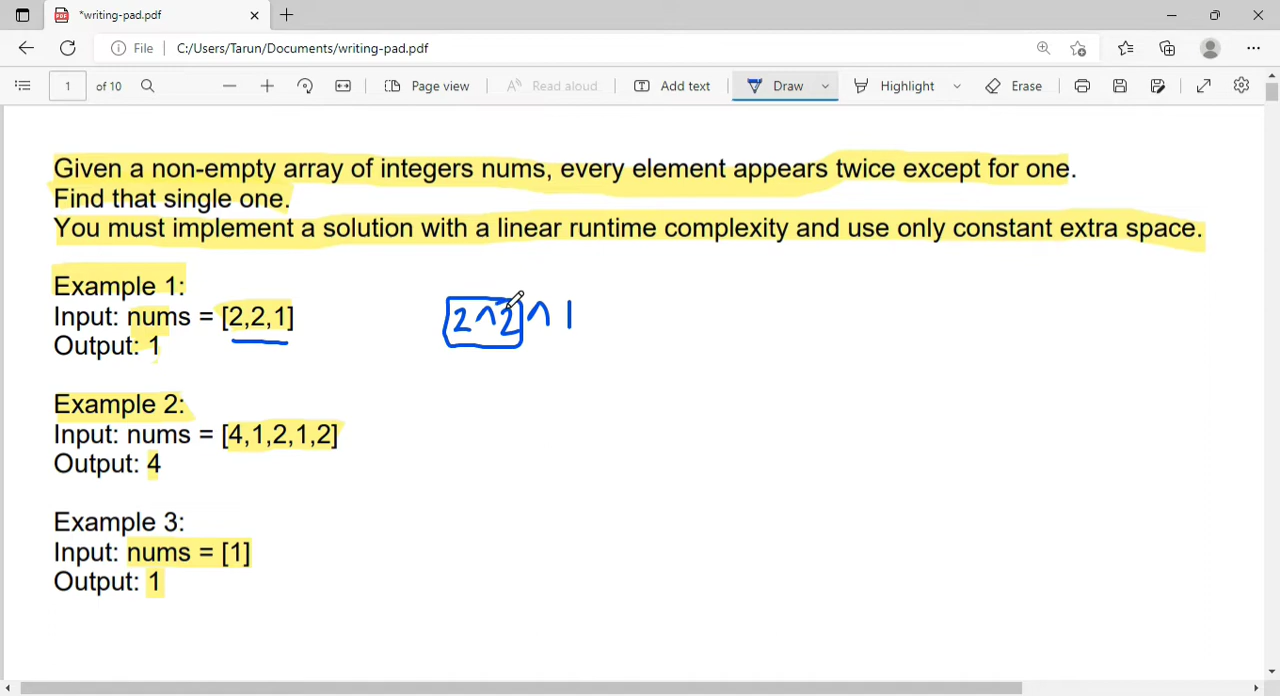 *writing-pad.pdf
File C:/Users/Tarun/Documents/writing-pad.pdf
1 of 10 Page view Read aloud Add text Draw Highlight Erase
Given a non-empty array of integers nums, every element appears twice except for one.
Find that single one.
You must implement a solution with a linear runtime complexity and use only constant extra space.
Example 1:
Input: nums = [2,2,1]
2^2^1
Output: 1
Example 2:
Input: nums = [4,1,2,1,2]
Output: 4
Example 3:
Input: nums = [1]
Output: 1